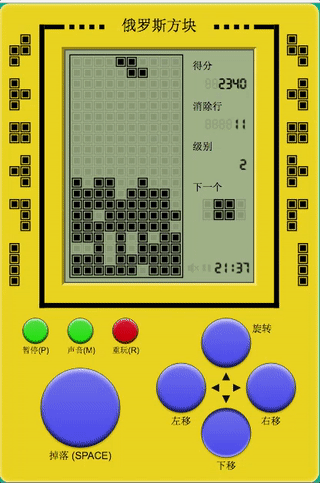 俄罗斯方块
得分
2340
消除行
11
级别
2
下一个
21:37
暂停(P) 声音(M) 重玩(R)
旋转
左移 右移
掉落 (SPACE)
下移